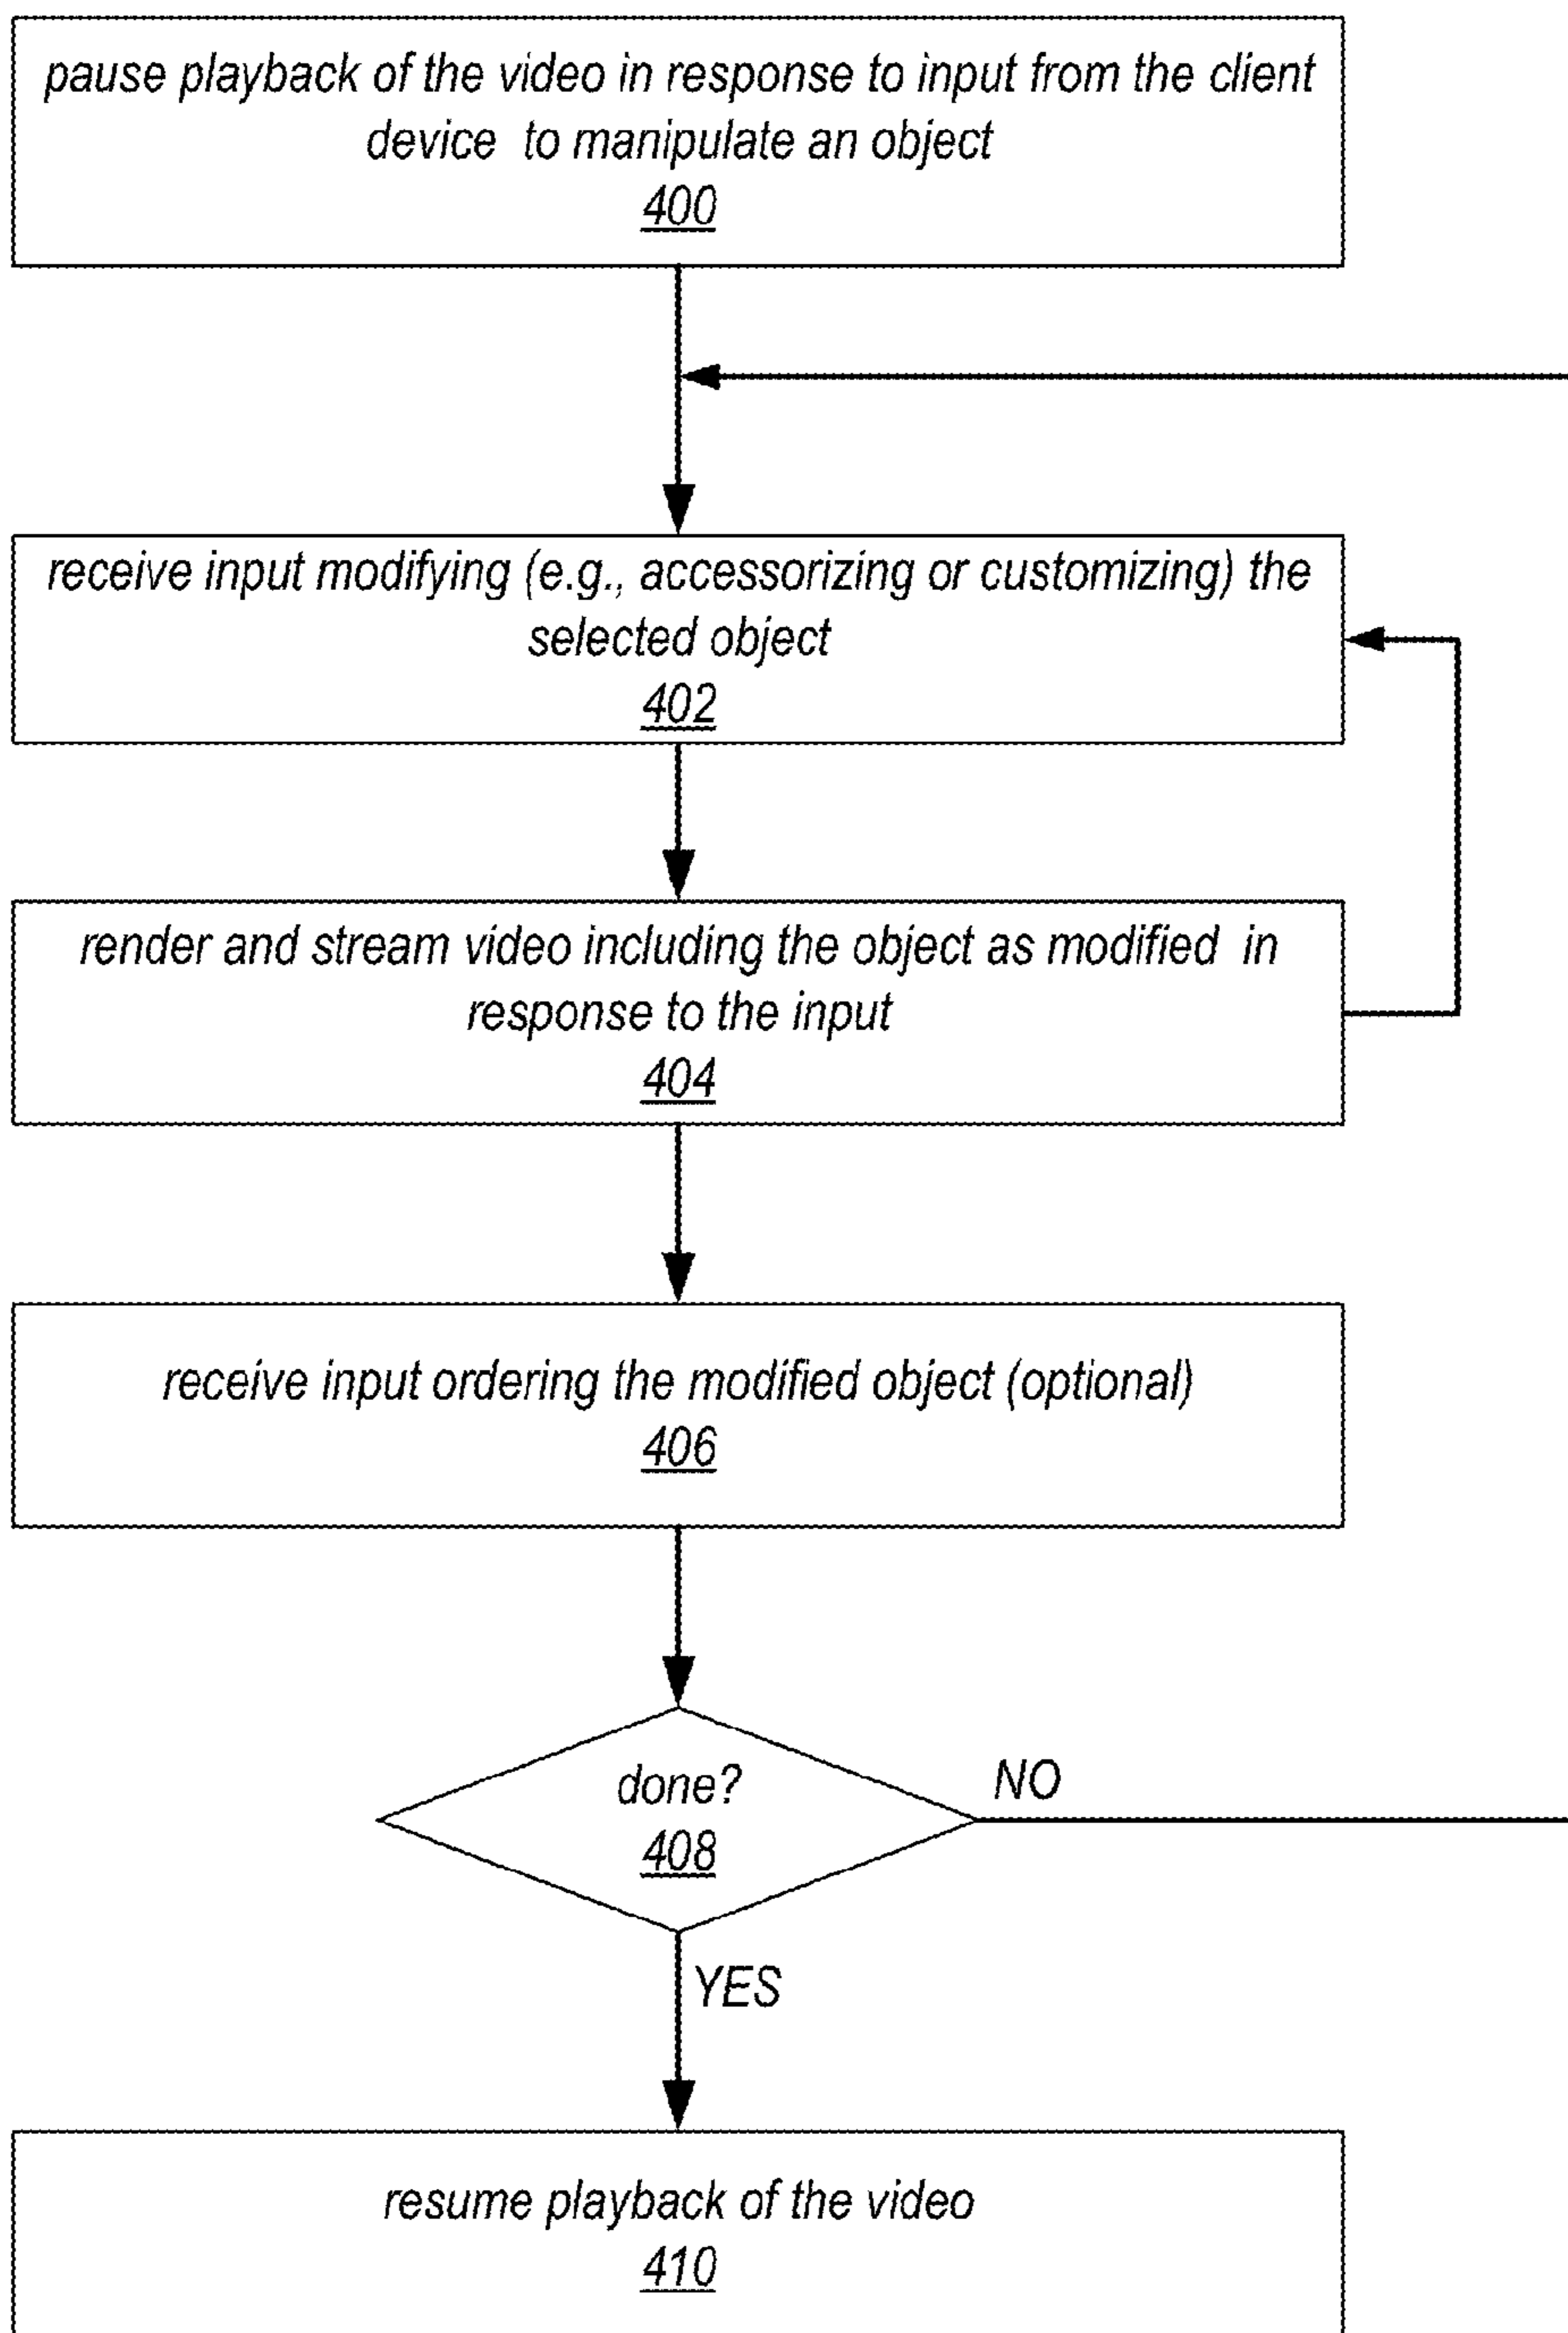 pause playback of the video in response to input from the client
device to manipulate an object
400
receive input modifying (e.g., accessorizing or customizing) the
selected object
402
render and stream video including the object as modified in
response to the input
404
receive input ordering the modified object (optional)
406
done?
408
NO
YES
resume playback of the video
410